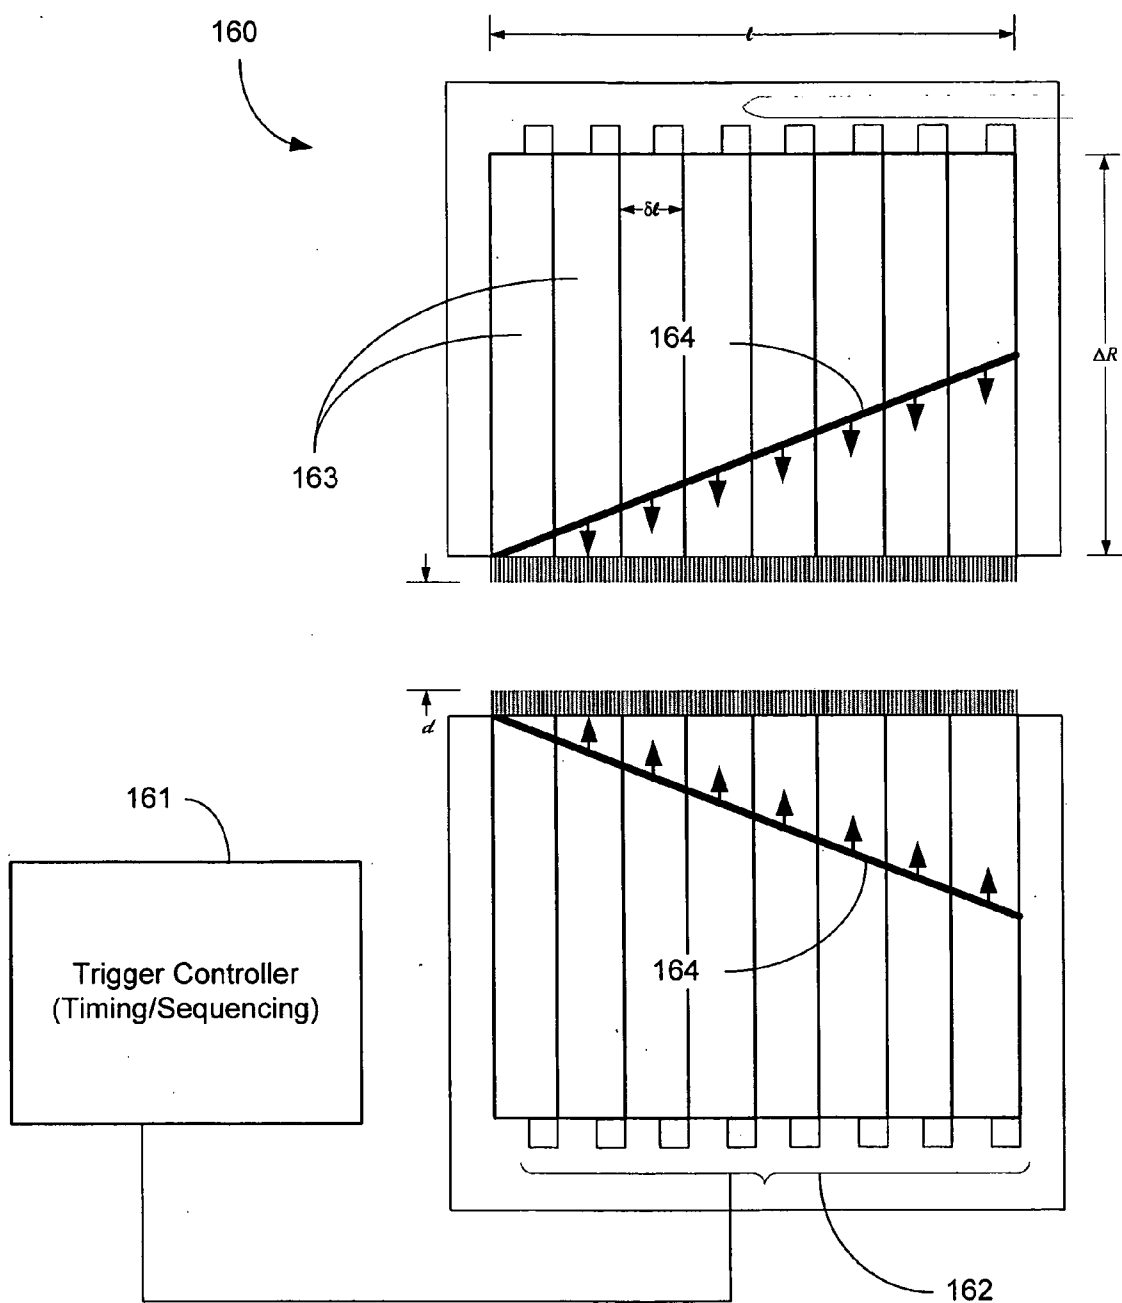 160
ℓ
δℓ
164
ΔR
163
d
161
164
Trigger Controller
(Timing/Sequencing)
162